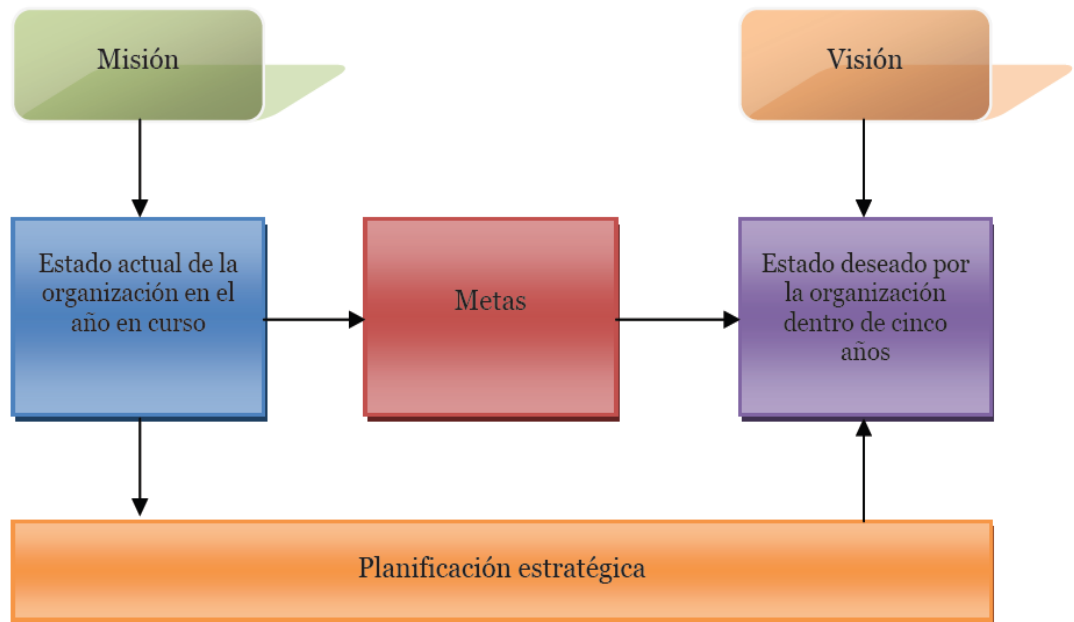 Misión
Visión
Estado actual de la
organización en el
año en curso
Metas
Estado deseado por
la organización
dentro de cinco
años
Planificación estratégica